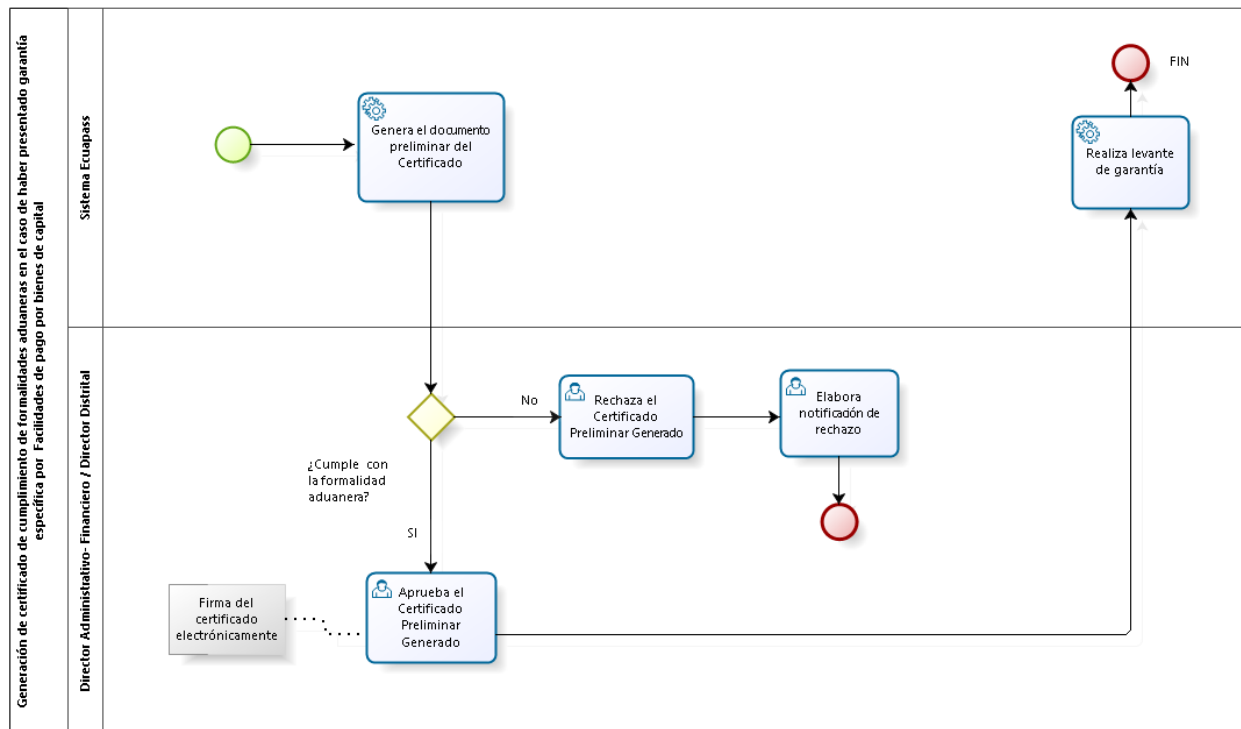 Generación de certificado de cumplimiento de formalidades aduaneras en el caso de haber presentado garantía
específica por Facilidades de pago por bienes de capital
Sistema Ecuapass
Genera el documento
preliminar del
Certificado
FIN
Realiza levante
de garantía
Director Administrativo- Financiero / Director Distrital
No
Rechaza el
Certificado
Preliminar Generado
Elabora
notificación de
rechazo
¿Cumple con
la formalidad
aduanera?
SI
Firma del
certificado
electrónicamente
Aprueba el
Certificado
Preliminar
Generado